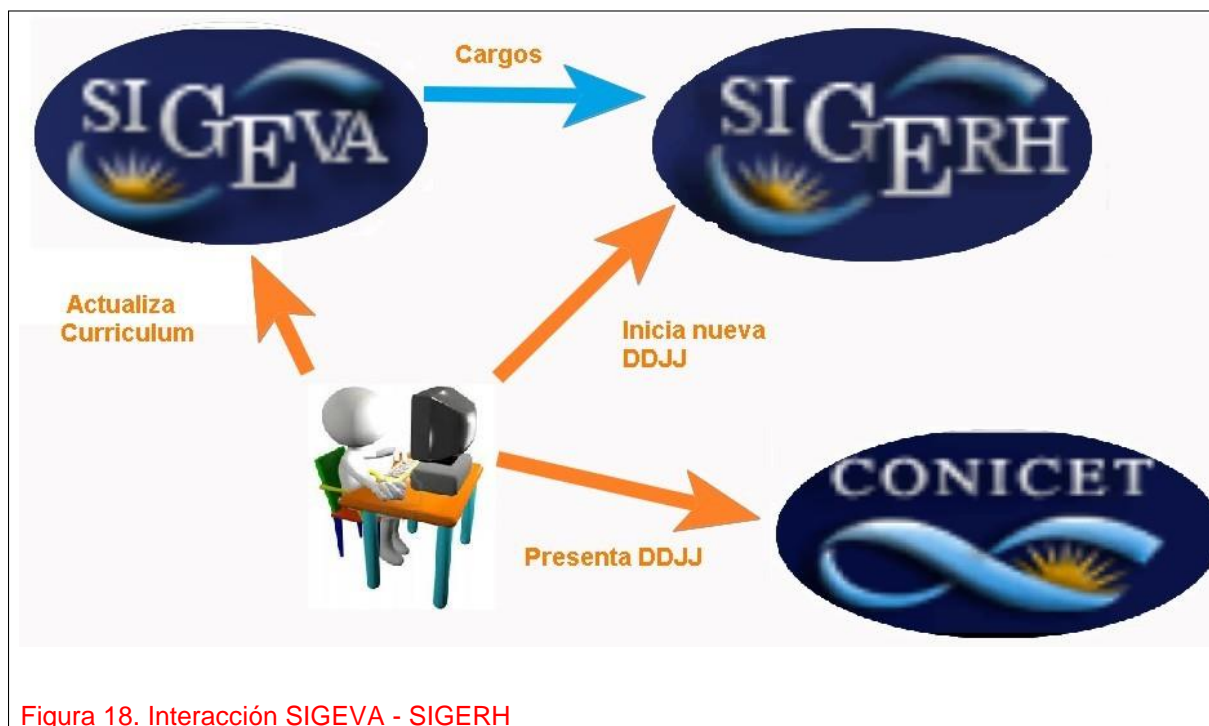 Cargos
SIGEVA
SIGERH
Actualiza
Curriculum
Inicia nueva
DDJJ
CONICET
Presenta DDJJ
Figura 18. Interacción SIGEVA - SIGERH